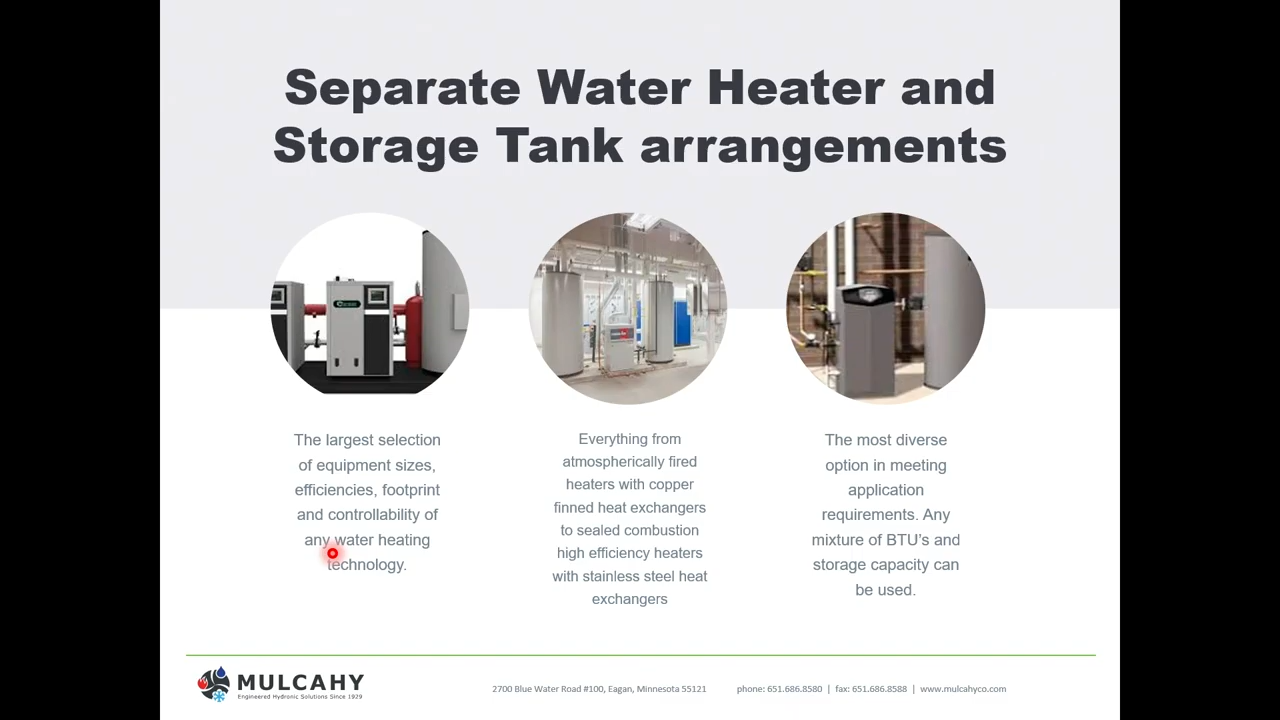 Separate Water Heater and
Storage Tank arrangements
The largest selection
of equipment sizes,
efficiencies, footprint
and controllability of
any water heating
technology.
Everything from
atmospherically fired
heaters with copper
finned heat exchangers
to sealed combustion
high efficiency heaters
with stainless steel heat
exchangers
The most diverse
option in meeting
application
requirements. Any
mixture of BTU's and
storage capacity can
be used.
MULCAHY
Engineered Hydronic Solutions Since 1929
2700 Blue Water Road #100, Eagan, Minnesota 55121
phone: 651.686.8580 | fax: 651.686.8588 | www.mulcahyco.com